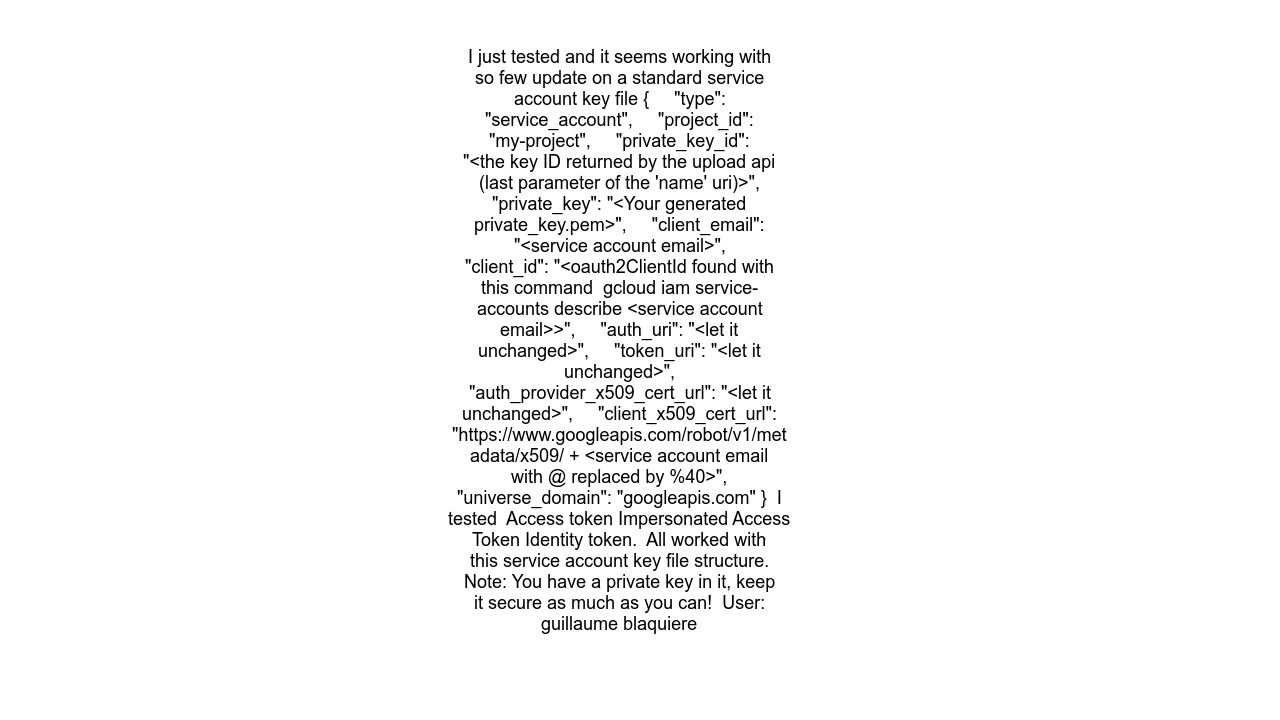 I just tested and it seems working with
so few update on a standard service
account key file {     "type":
"service_account",     "project_id":
"my-project",     "private_key_id":
"<the key ID returned by the upload api
(last parameter of the 'name' uri)>",
"private_key": "<Your generated
private_key.pem>",     "client_email":
"<service account email>",
"client_id": "<oauth2ClientId found with
this command  gcloud iam service-
accounts describe <service account
email>>",     "auth_uri": "<let it
unchanged>",     "token_uri": "<let it
unchanged>",
"auth_provider_x509_cert_url": "<let it
unchanged>",     "client_x509_cert_url":
"https://www.googleapis.com/robot/v1/met
adata/x509/ + <service account email
with @ replaced by %40>",
"universe_domain": "googleapis.com" }  I
tested  Access token Impersonated Access
Token Identity token.  All worked with
this service account key file structure.
Note: You have a private key in it, keep
it secure as much as you can!  User:
guillaume blaquiere